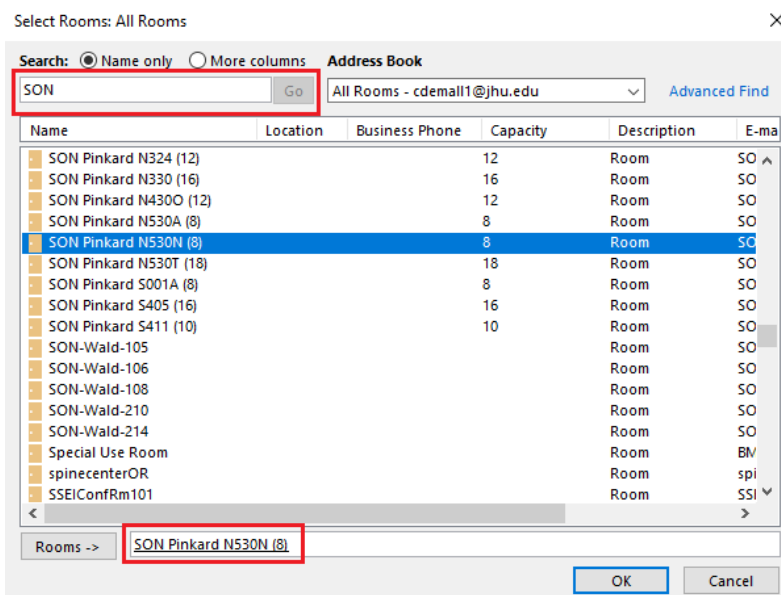 Select Rooms: All Rooms
Search: Name only More columns Address Book
SON Go All Rooms - cdemall1@jhu.edu Advanced Find
Name Location Business Phone Capacity Description E-ma
SON Pinkard N324 (12) 12 Room SO
SON Pinkard N330 (16) 16 Room SO
SON Pinkard N430O (12) 12 Room SO
SON Pinkard N530A (8) 8 Room SO
SON Pinkard N530N (8) 8 Room SO
SON Pinkard N530T (18) 18 Room SO
SON Pinkard S001A (8) 8 Room SO
SON Pinkard S405 (16) 16 Room SO
SON Pinkard S411 (10) 10 Room SO
SON-Wald-105 Room SO
SON-Wald-106 Room SO
SON-Wald-108 Room SO
SON-Wald-210 Room SO
SON-Wald-214 Room SO
Special Use Room Room BM
spinecenterOR Room spi
SSEIConfRm101 Room SSI
Rooms -> SON Pinkard N530N (8)
OK Cancel